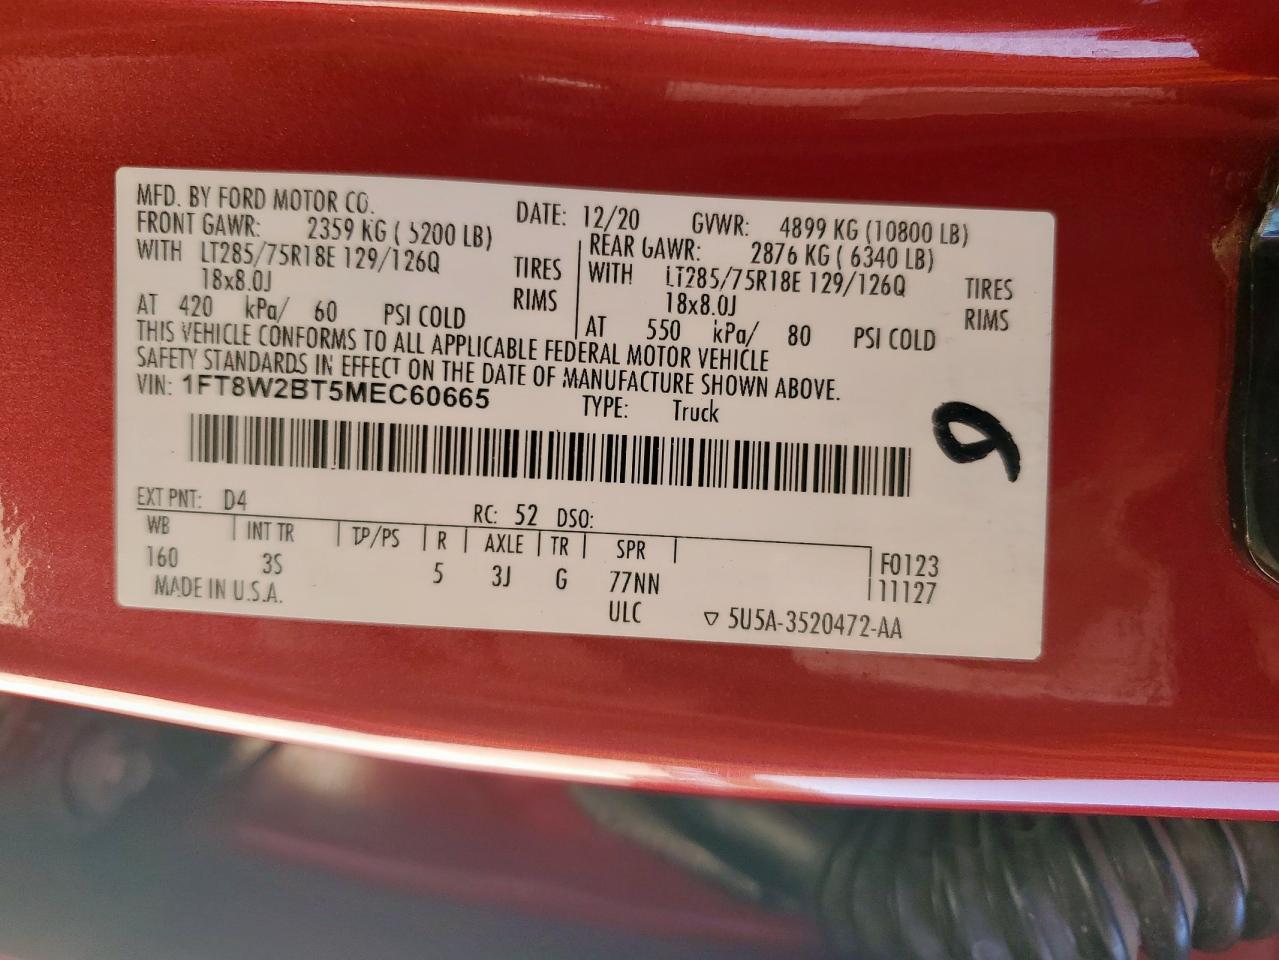 MFD. BY FORD MOTOR CO. DATE: 12/20 GVWR: 4899 KG (10800 LB)
FRONT GAWR: 2359 KG ( 5200 LB) REAR GAWR: 2876 KG ( 6340 LB)
WITH LT285/75R18E 129/126Q TIRES WITH LT285/75R18E 129/126Q TIRES
18x8.0J RIMS 18x8.0J RIMS
AT 420 kPa/ 60 PSI COLD AT 550 kPa/ 80 PSI COLD
THIS VEHICLE CONFORMS TO ALL APPLICABLE FEDERAL MOTOR VEHICLE
SAFETY STANDARDS IN EFFECT ON THE DATE OF MANUFACTURE SHOWN ABOVE.
VIN: 1FT8W2BT5MEC60665 TYPE: Truck
EXT PNT: D4 RC: 52 DSO:
WB INT TR TP/PS R AXLE TR SPR F0123
160 3S 5 3J G 77NN 11127
MADE IN U.S.A. ULC 5U5A-3520472-AA